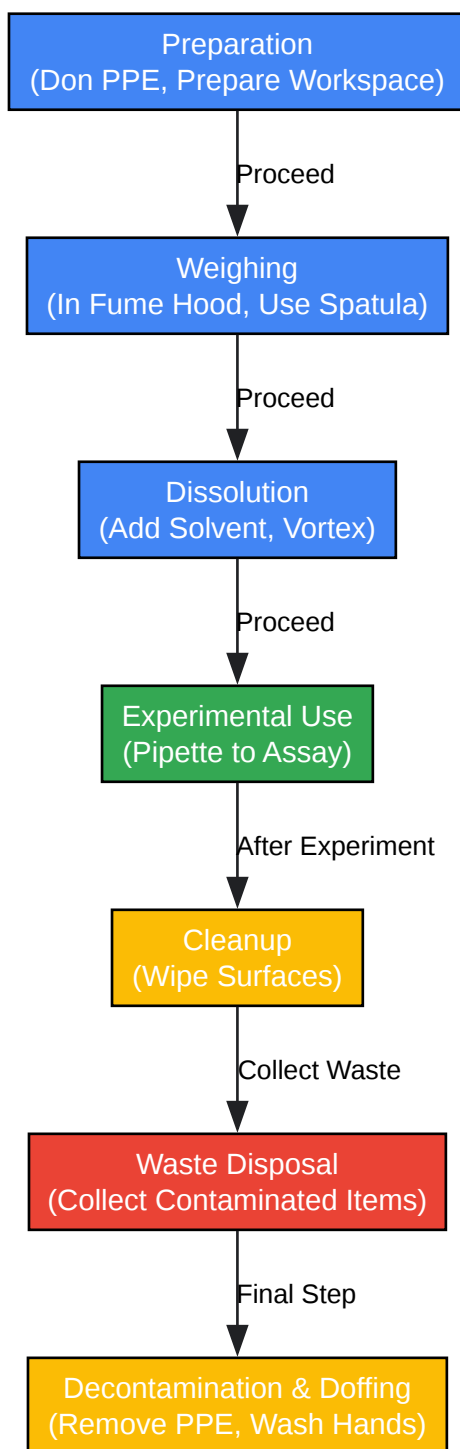 Preparation
(Don PPE, Prepare Workspace)
Proceed
Weighing
(In Fume Hood, Use Spatula)
Proceed
Dissolution
(Add Solvent, Vortex)
Proceed
Experimental Use
(Pipette to Assay)
After Experiment
Cleanup
(Wipe Surfaces)
Collect Waste
Waste Disposal
(Collect Contaminated Items)
Final Step
Decontamination & Doffing
(Remove PPE, Wash Hands)